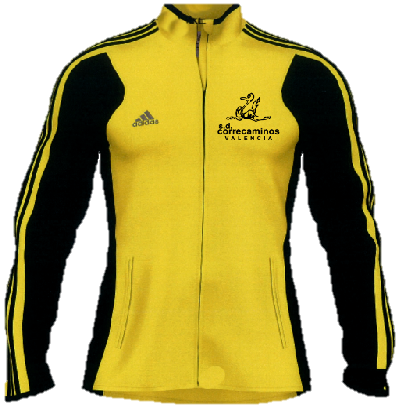 adidas
s.d.
correcaminos
VALENCIA